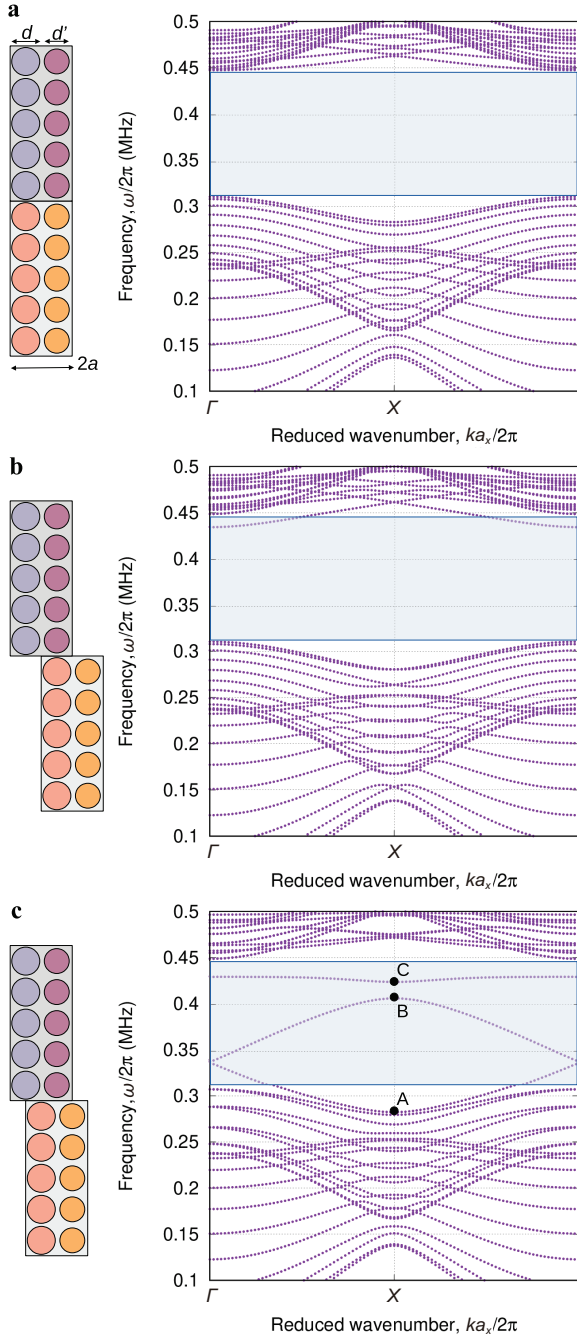 a
d d'
2a
Frequency, ω/2π (MHz)
0.5
0.45
0.4
0.35
0.3
0.25
0.2
0.15
0.1
Γ X
Reduced wavenumber, kaₓ/2π
b
Frequency, ω/2π (MHz)
0.5
0.45
0.4
0.35
0.3
0.25
0.2
0.15
0.1
Γ X
Reduced wavenumber, kaₓ/2π
c
Frequency, ω/2π (MHz)
0.5
0.45
0.4
0.35
0.3
0.25
0.2
0.15
0.1
C
B
A
Γ X
Reduced wavenumber, kaₓ/2π